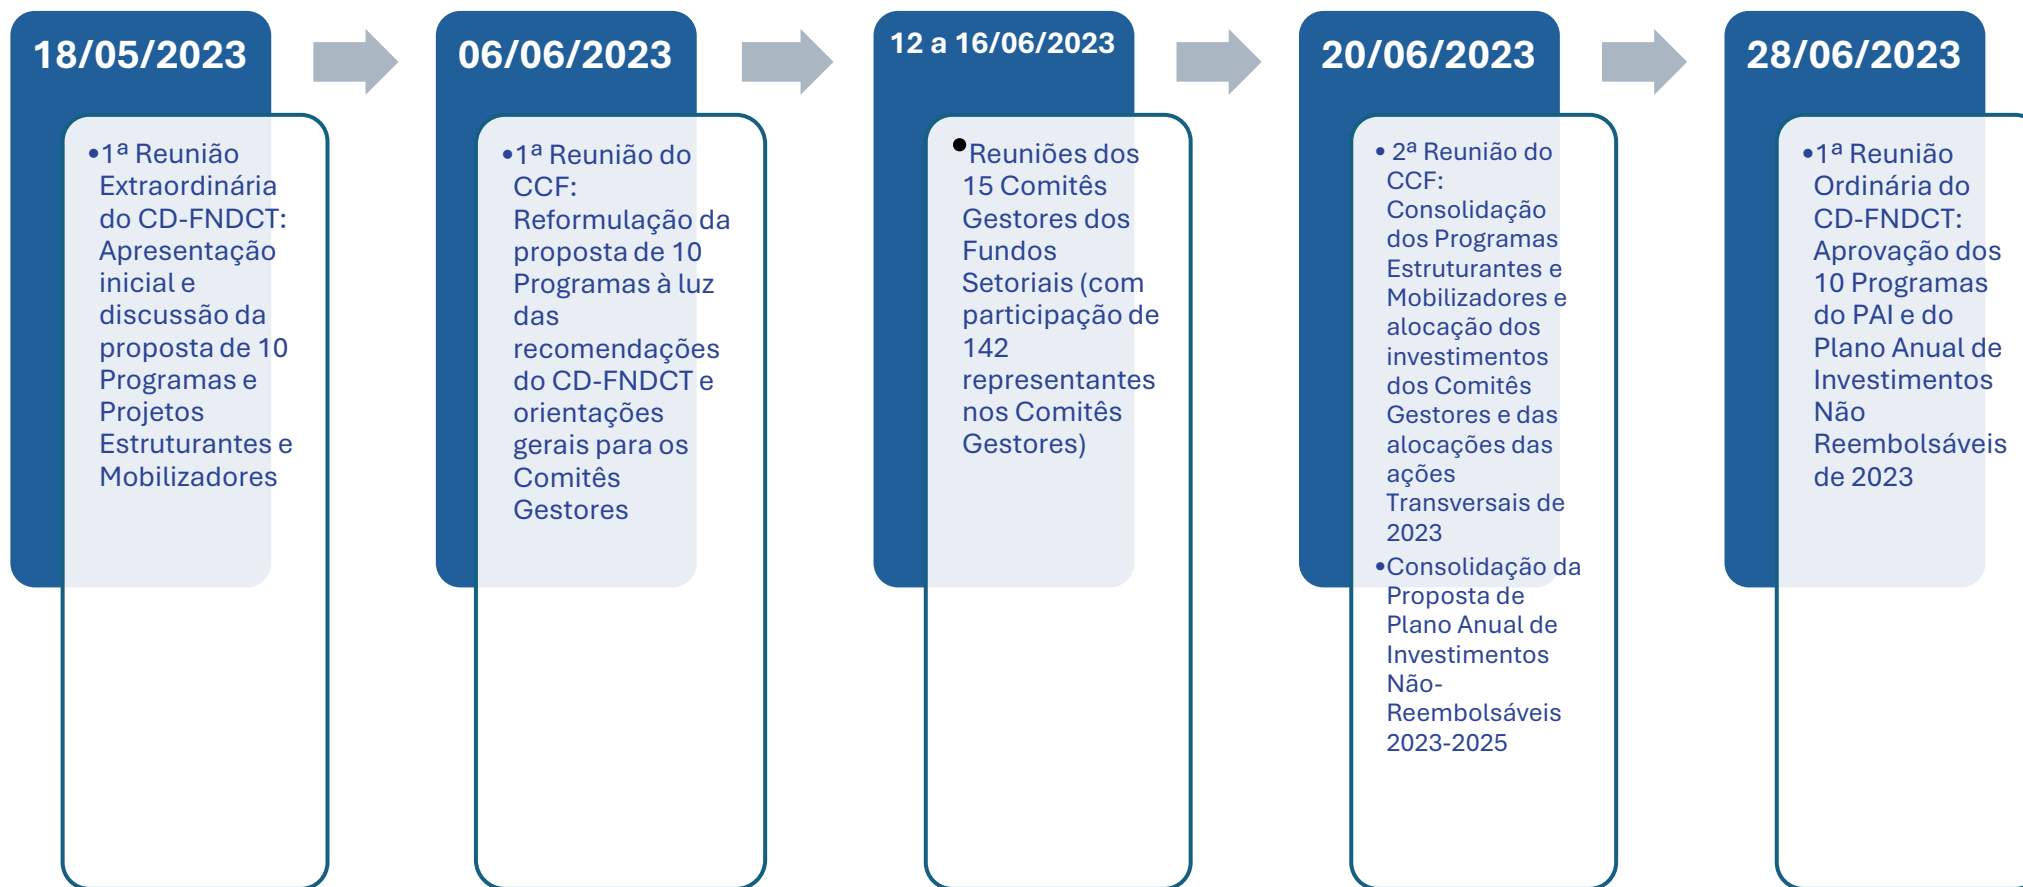 18/05/2023
•1ª Reunião
Extraordinária
do CD-FNDCT:
Apresentação
inicial e
discussão da
proposta de 10
Programas e
Projetos
Estruturantes e
Mobilizadores
06/06/2023
•1ª Reunião do
CCF:
Reformulação da
proposta de 10
Programas à luz
das
recomendações
do CD-FNDCT e
orientações
gerais para os
Comitês
Gestores
12 a 16/06/2023
•Reuniões dos
15 Comitês
Gestores dos
Fundos
Setoriais (com
participação de
142
representantes
nos Comitês
Gestores)
20/06/2023
• 2ª Reunião do
CCF:
Consolidação
dos Programas
Estruturantes e
Mobilizadores e
alocação dos
investimentos
dos Comitês
Gestores e das
alocações das
ações
Transversais de
2023
•Consolidação da
Proposta de
Plano Anual de
Investimentos
Não-
Reembolsáveis
2023-2025
28/06/2023
•1ª Reunião
Ordinária do
CD-FNDCT:
Aprovação dos
10 Programas
do PAI e do
Plano Anual de
Investimentos
Não
Reembolsáveis
de 2023